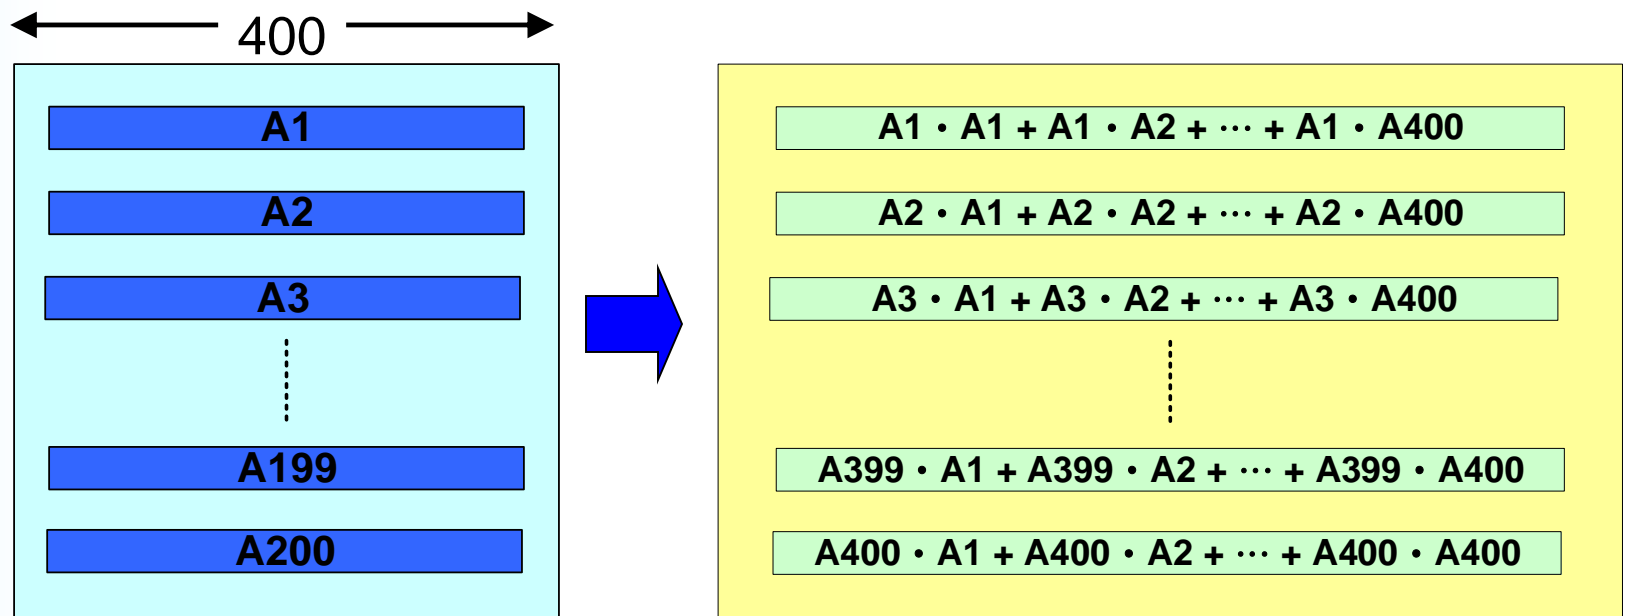 400
A1
A2
A3
A199
A200
A1・A1 + A1・A2 + … + A1・A400
A2・A1 + A2・A2 + … + A2・A400
A3・A1 + A3・A2 + … + A3・A400
A399・A1 + A399・A2 + … + A399・A400
A400・A1 + A400・A2 + … + A400・A400